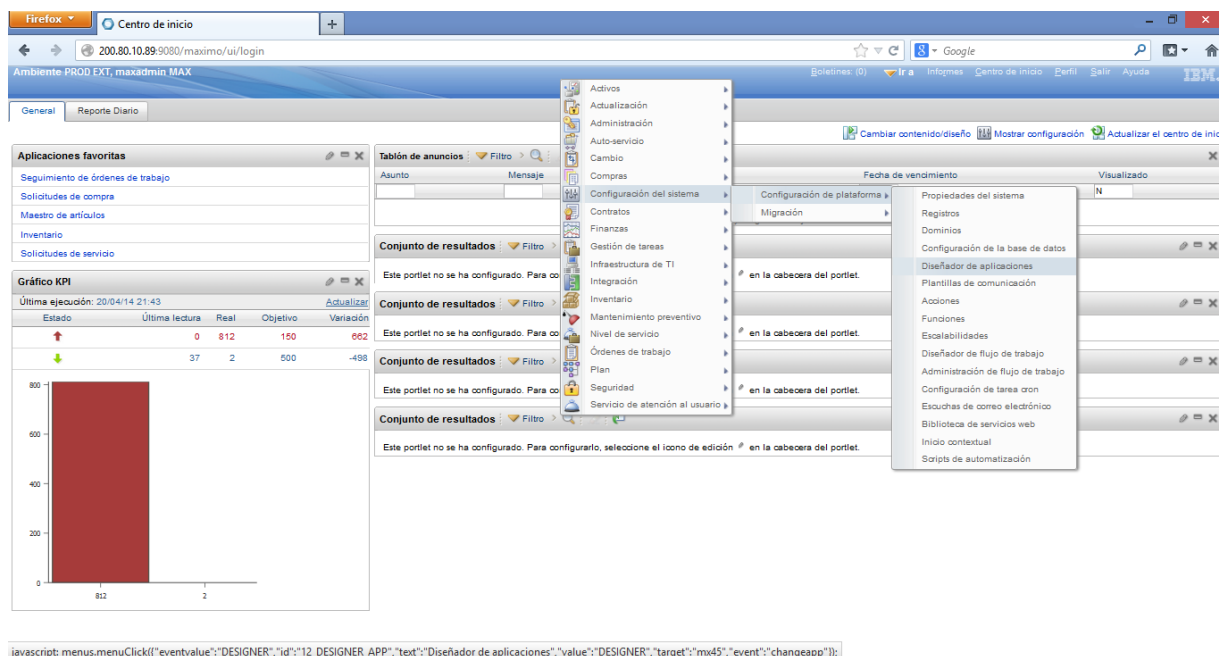 Firefox
Centro de inicio
+
200.80.10.89:9080/maximo/ui/login
Google
Ambiente PROD EXT, maxadmin MAX
Boletines: (0) Ir a Informes Centro de inicio Perfil Salir Ayuda IBM.
General Reporte Diario
Cambiar contenido/diseño Mostrar configuración Actualizar el centro de inic
Aplicaciones favoritas
Seguimiento de órdenes de trabajo
Solicitudes de compra
Maestro de artículos
Inventario
Solicitudes de servicio
Gráfico KPI
Última ejecución: 20/04/14 21:43 Actualizar
Estado Última lectura Real Objetivo Variación
0 812 150 662
37 2 500 -498
800
600
400
200
0
812 2
Tablón de anuncios Filtro
Asunto Mensaje Fecha de vencimiento Visualizado
N
Conjunto de resultados Filtro
Este portlet no se ha configurado. Para co en la cabecera del portlet.
Conjunto de resultados Filtro
Este portlet no se ha configurado. Para co en la cabecera del portlet.
Conjunto de resultados Filtro
Este portlet no se ha configurado. Para co en la cabecera del portlet.
Conjunto de resultados Filtro
Este portlet no se ha configurado. Para configurarlo, seleccione el icono de edición en la cabecera del portlet.
Activos
Actualización
Administración
Auto-servicio
Cambio
Compras
Configuración del sistema
Contratos
Finanzas
Gestión de tareas
Infraestructura de TI
Integración
Inventario
Mantenimiento preventivo
Nivel de servicio
Órdenes de trabajo
Plan
Seguridad
Servicio de atención al usuario
Configuración de plataforma
Migración
Propiedades del sistema
Registros
Dominios
Configuración de la base de datos
Diseñador de aplicaciones
Plantillas de comunicación
Acciones
Funciones
Escalabilidades
Diseñador de flujo de trabajo
Administración de flujo de trabajo
Configuración de tarea cron
Escuchas de correo electrónico
Biblioteca de servicios web
Inicio contextual
Scripts de automatización
javascript: menus.menuClick({"eventvalue":"DESIGNER","id":"12_DESIGNER_APP","text":"Diseñador de aplicaciones","value":"DESIGNER","target":"mx45","event":"changeapp"});